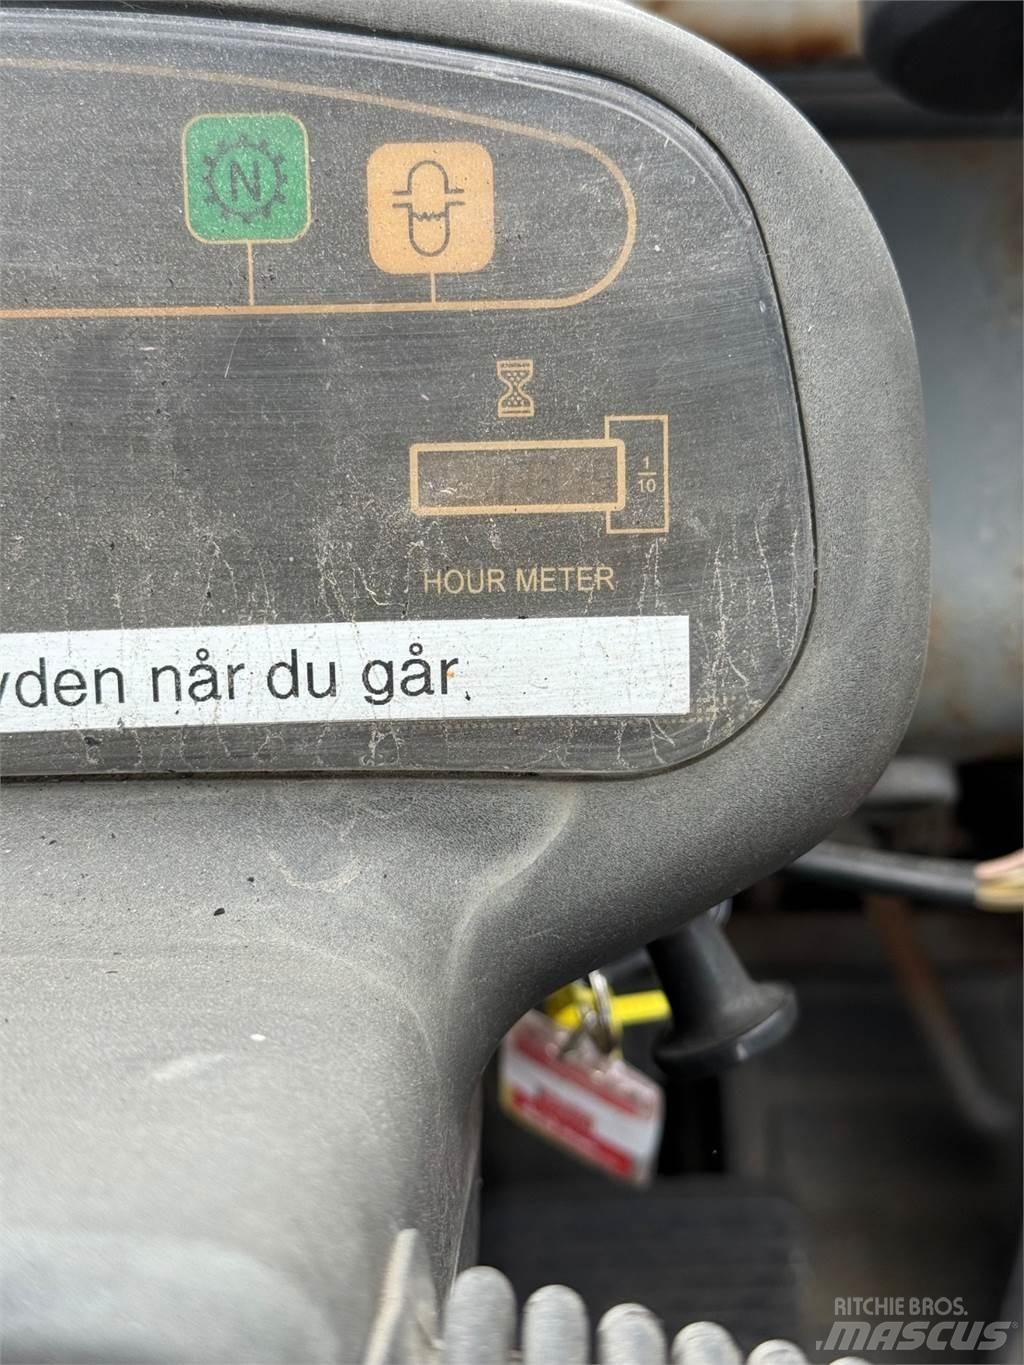 N
1
10
HOUR METER
yden når du går
RITCHIE BROS.
MASCUS